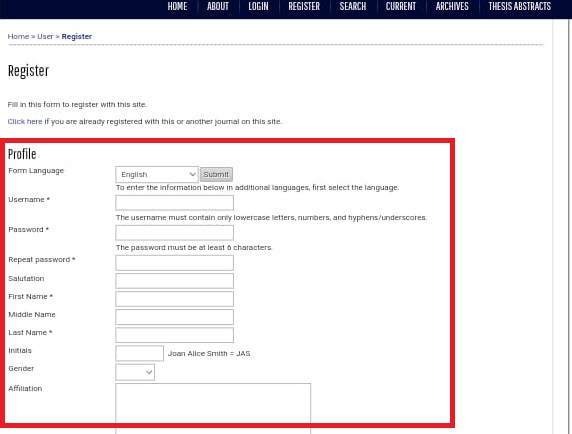 HOME ABOUT LOGIN REGISTER SEARCH CURRENT ARCHIVES THESIS ABSTRACTS
Home » User » Register
Register
Fill in this form to register with this site.
Click here if you are already registered with this or another journal on this site.
Profile
Form Language English Submit
To enter the information below in additional languages, first select the language.
Username *
The username must contain only lowercase letters, numbers, and hyphens/underscores.
Password *
The password must be at least 6 characters.
Repeat password *
Salutation
First Name *
Middle Name
Last Name *
Initials Joan Alice Smith = JAS
Gender
Affiliation